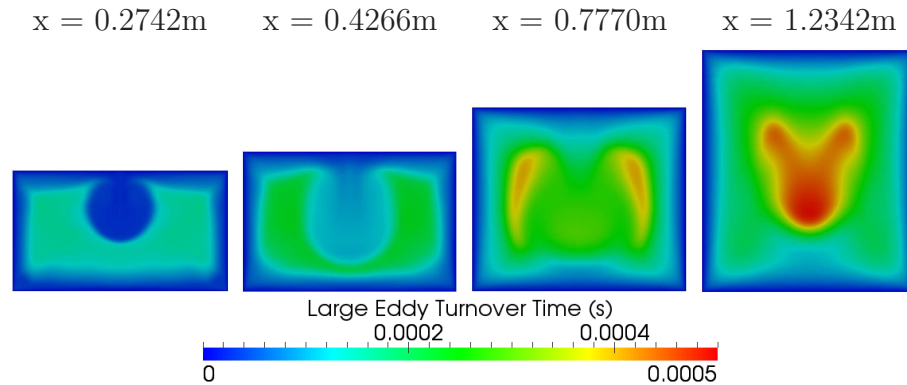 x = 0.2742m x = 0.4266m x = 0.7770m x = 1.2342m
Large Eddy Turnover Time (s)
0.0002 0.0004
0 0.0005